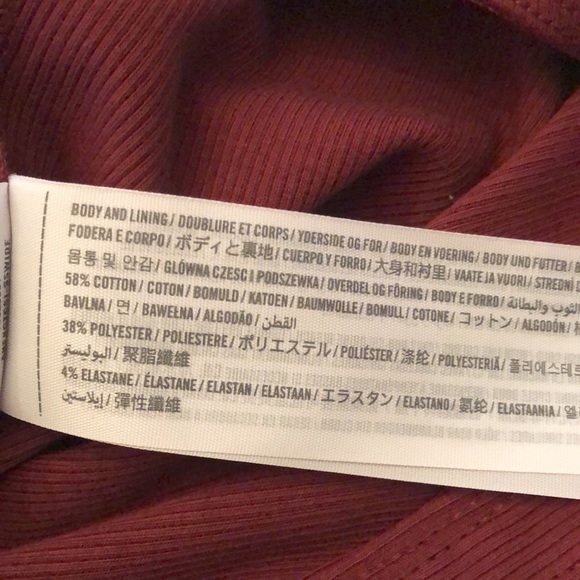 BODY AND LINING / DOUBLURE ET CORPS / YDERSIDE OG FOR / BODY EN VOERING / BODY UND FUTTER /
FODERA E CORPO / ボディと裏地 / CUERPO Y FORRO / 大身和衬里 / VAATE JA VUORI / STREDNÍ
몸통 및 안감 / GLÓWNA CZESC I PODSZEWKA / OVERDEL OG FÔRING / BODY E FORRO / الثوب والبطانة
58% COTTON / COTON / BOMULD / KATOEN / BAUMWOLLE / BOMULL / COTONE / コットン / ALGODÓN /
BAVLNA / 면 / BAWEŁNA / ALGODÃO / القطن
38% POLYESTER / POLIESTERE / ポリエステル / POLIÉSTER / 涤纶 / POLYESTERIÄ / 폴리에스테르
البوليستر / 聚脂纖維
4% ELASTANE / ÉLASTANE / ELASTAN / ELASTAAN / エラスタン / ELASTANO / 氨纶 / ELASTAANIA /
إيلاستين / 彈性纖維